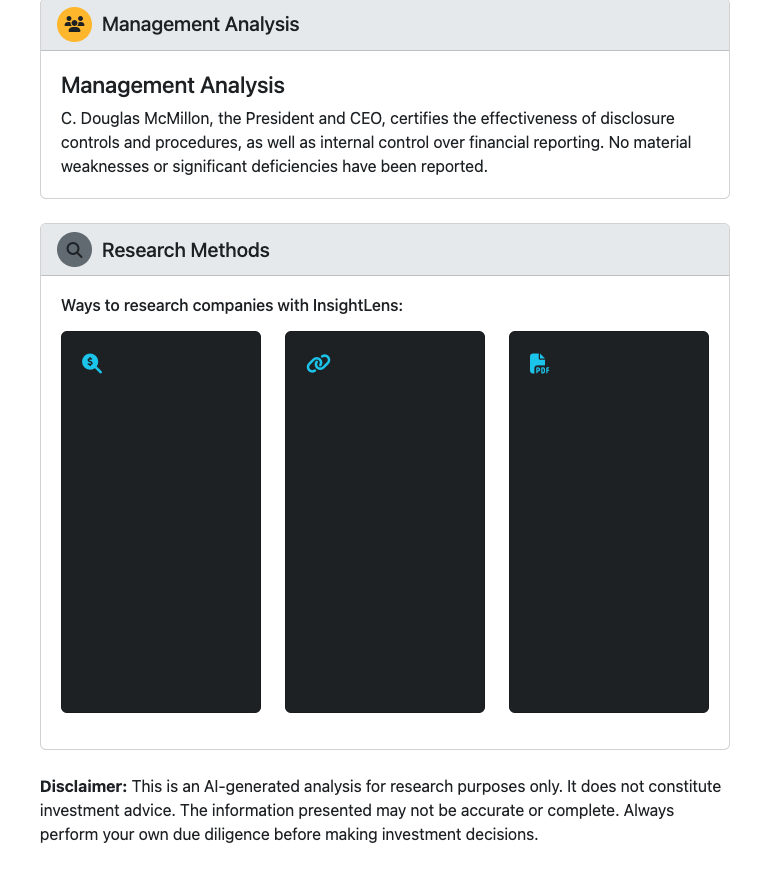 Management Analysis
Management Analysis
C. Douglas McMillon, the President and CEO, certifies the effectiveness of disclosure
controls and procedures, as well as internal control over financial reporting. No material
weaknesses or significant deficiencies have been reported.
Research Methods
Ways to research companies with InsightLens:
PDF
Disclaimer: This is an AI-generated analysis for research purposes only. It does not constitute
investment advice. The information presented may not be accurate or complete. Always
perform your own due diligence before making investment decisions.